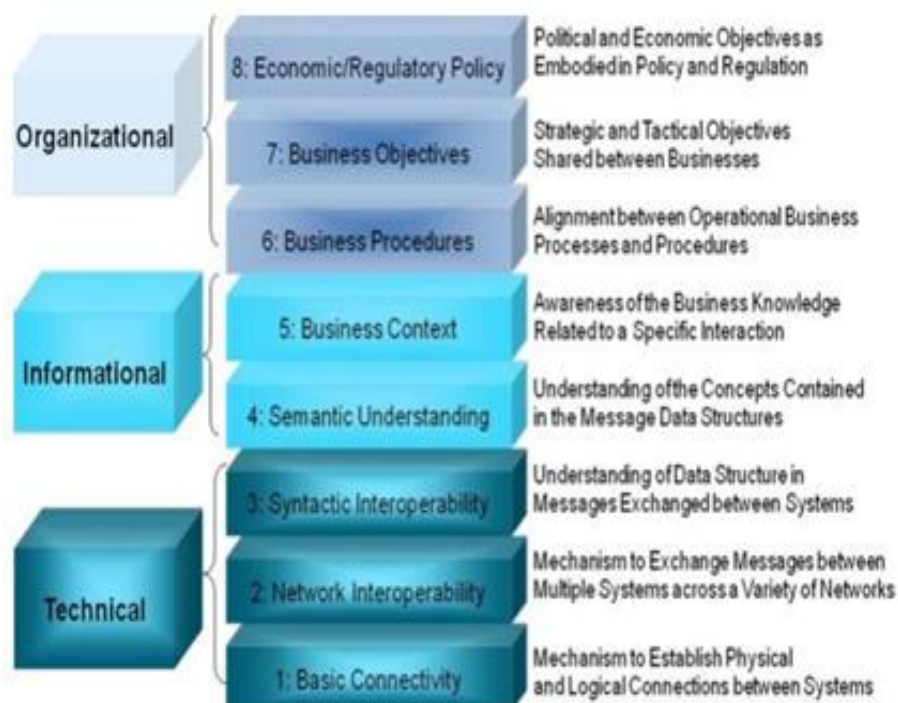 Organizational
8: Economic/Regulatory Policy
Political and Economic Objectives as
Embodied in Policy and Regulation
7: Business Objectives
Strategic and Tactical Objectives
Shared between Businesses
6: Business Procedures
Alignment between Operational Business
Processes and Procedures
Informational
5: Business Context
Awareness of the Business Knowledge
Related to a Specific Interaction
4: Semantic Understanding
Understanding of the Concepts Contained
in the Message Data Structures
Technical
3: Syntactic Interoperability
Understanding of Data Structure in
Messages Exchanged between Systems
2: Network Interoperability
Mechanism to Exchange Messages between
Multiple Systems across a Variety of Networks
1: Basic Connectivity
Mechanism to Establish Physical
and Logical Connections between Systems